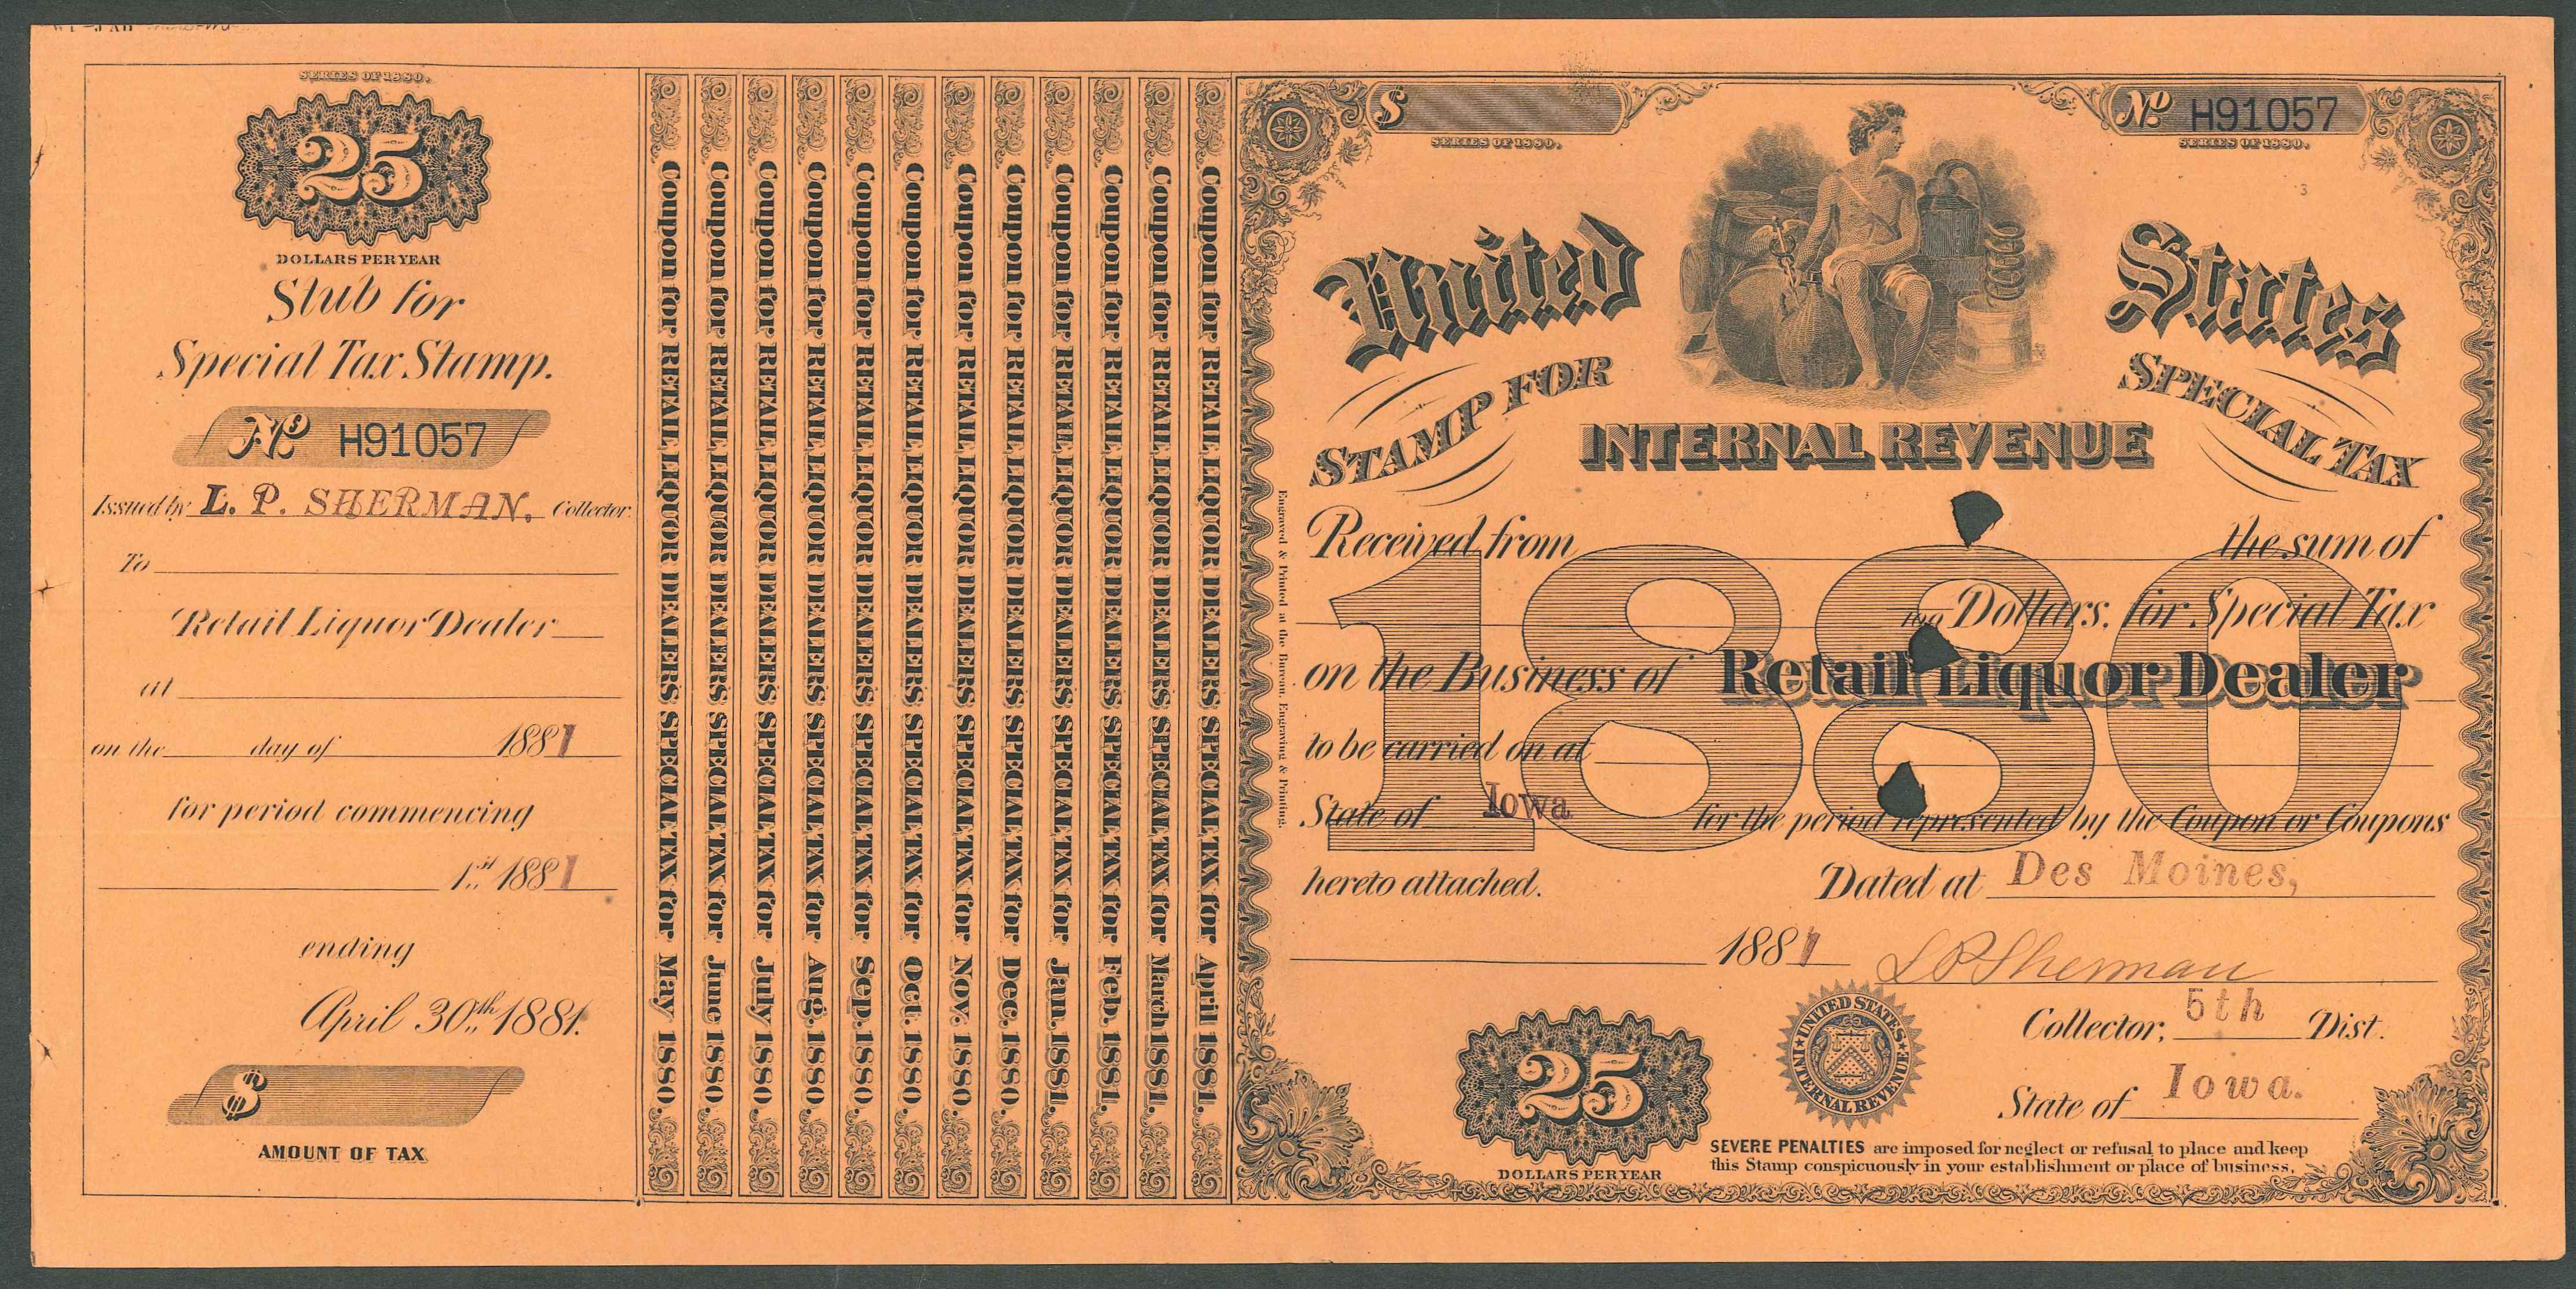 SERIES OF 1880.
25
DOLLARS PER YEAR
Stub for
Special Tax Stamp.
No H91057
Issued by L. P. SHERMAN, Collector.
To
Retail Liquor Dealer
at
on the day of 1881
for period commencing
1st 1881
ending
April 30th, 1881.
$
AMOUNT OF TAX
Coupon for RETAIL LIQUOR DEALERS SPECIAL TAX for May 1880.
Coupon for RETAIL LIQUOR DEALERS SPECIAL TAX for June 1880.
Coupon for RETAIL LIQUOR DEALERS SPECIAL TAX for July 1880.
Coupon for RETAIL LIQUOR DEALERS SPECIAL TAX for Aug. 1880.
Coupon for RETAIL LIQUOR DEALERS SPECIAL TAX for Sep. 1880.
Coupon for RETAIL LIQUOR DEALERS SPECIAL TAX for Oct. 1880.
Coupon for RETAIL LIQUOR DEALERS SPECIAL TAX for Nov. 1880.
Coupon for RETAIL LIQUOR DEALERS SPECIAL TAX for Dec. 1880.
Coupon for RETAIL LIQUOR DEALERS SPECIAL TAX for Jan. 1881.
Coupon for RETAIL LIQUOR DEALERS SPECIAL TAX for Feb. 1881.
Coupon for RETAIL LIQUOR DEALERS SPECIAL TAX for March 1881.
Coupon for RETAIL LIQUOR DEALERS SPECIAL TAX for April 1881.
Engraved & Printed at the Bureau, Engraving & Printing.
$
SERIES OF 1880.
No H91057
SERIES OF 1880.
3
United States
STAMP FOR SPECIAL TAX
INTERNAL REVENUE
1880
Received from the sum of
100 Dollars, for Special Tax
on the Business of Retail Liquor Dealer
to be carried on at
State of Iowa for the period represented by the Coupon or Coupons
hereto attached. Dated at Des Moines,
1881 L P Sherman
Collector, 5th Dist.
State of Iowa.
UNITED STATES INTERNAL REVENUE
25
DOLLARS PER YEAR
SEVERE PENALTIES are imposed for neglect or refusal to place and keep
this Stamp conspicuously in your establishment or place of business.